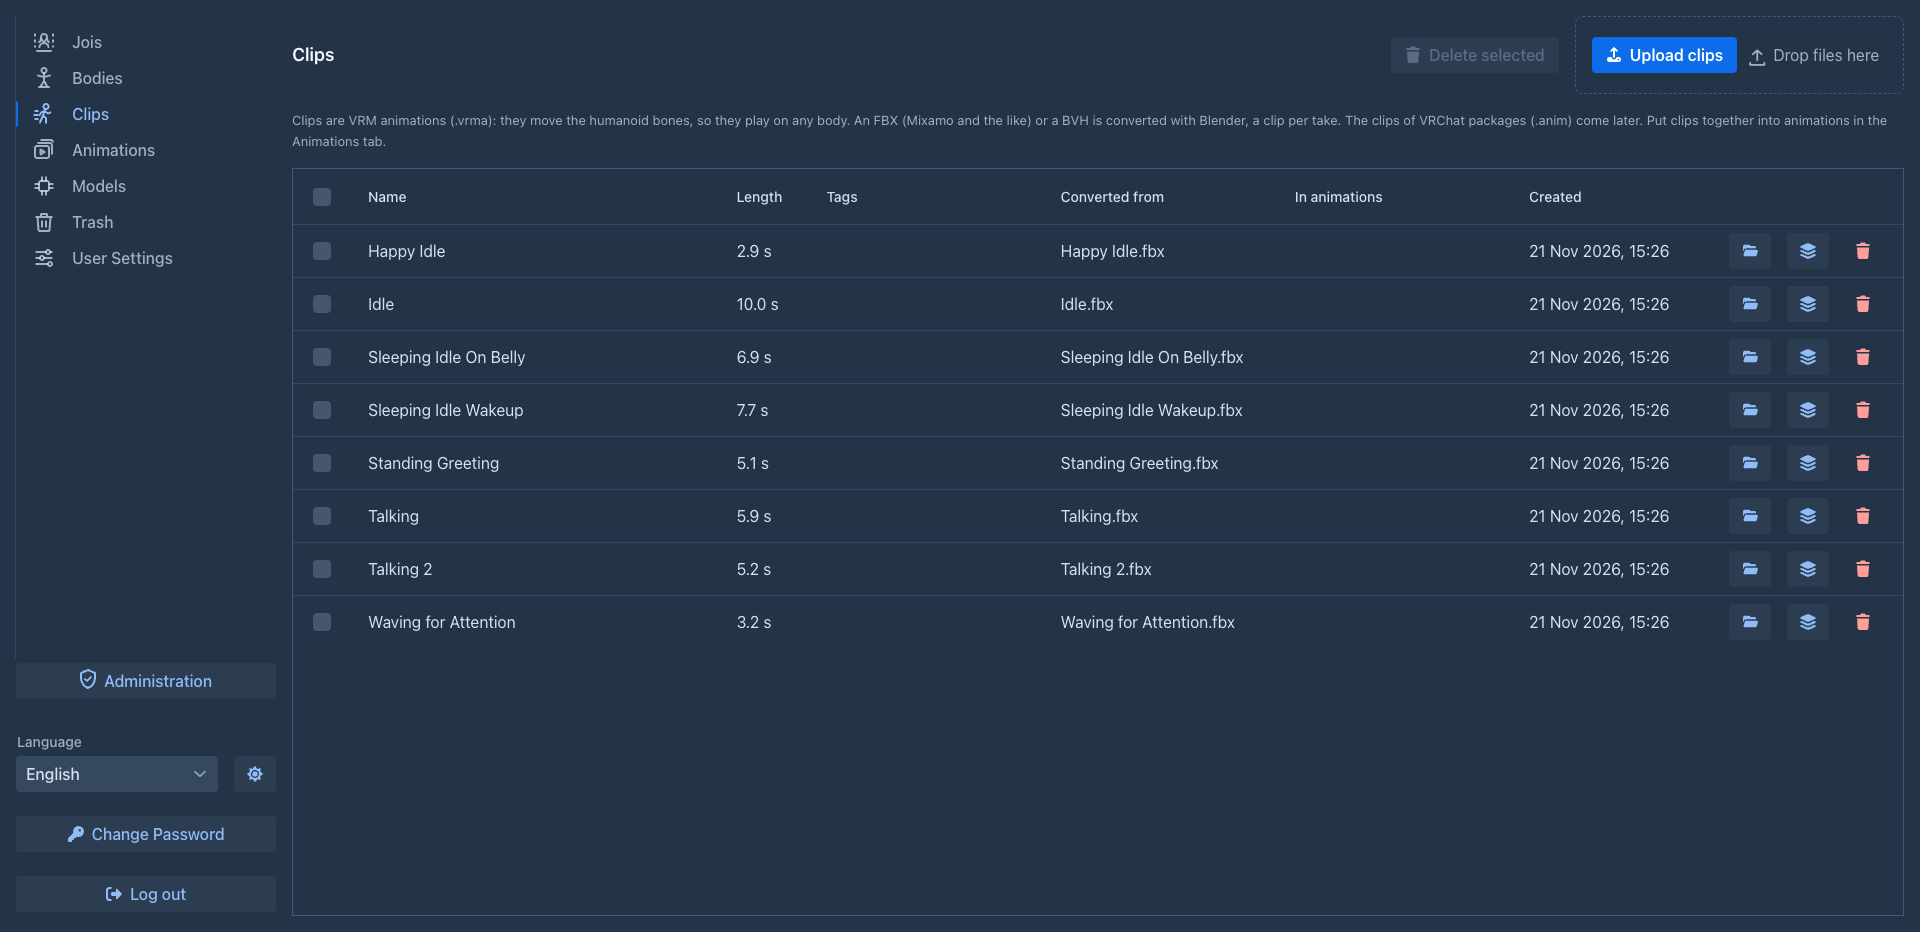 Jois
Bodies
Clips
Animations
Models
Trash
User Settings
Administration
Language
English
Change Password
Log out
Clips
Delete selected
Upload clips
Drop files here
Clips are VRM animations (.vrma): they move the humanoid bones, so they play on any body. An FBX (Mixamo and the like) or a BVH is converted with Blender, a clip per take. The clips of VRChat packages (.anim) come later. Put clips together into animations in the
Animations tab.
Name Length Tags Converted from In animations Created
Happy Idle 2.9 s Happy Idle.fbx 21 Nov 2026, 15:26
Idle 10.0 s Idle.fbx 21 Nov 2026, 15:26
Sleeping Idle On Belly 6.9 s Sleeping Idle On Belly.fbx 21 Nov 2026, 15:26
Sleeping Idle Wakeup 7.7 s Sleeping Idle Wakeup.fbx 21 Nov 2026, 15:26
Standing Greeting 5.1 s Standing Greeting.fbx 21 Nov 2026, 15:26
Talking 5.9 s Talking.fbx 21 Nov 2026, 15:26
Talking 2 5.2 s Talking 2.fbx 21 Nov 2026, 15:26
Waving for Attention 3.2 s Waving for Attention.fbx 21 Nov 2026, 15:26